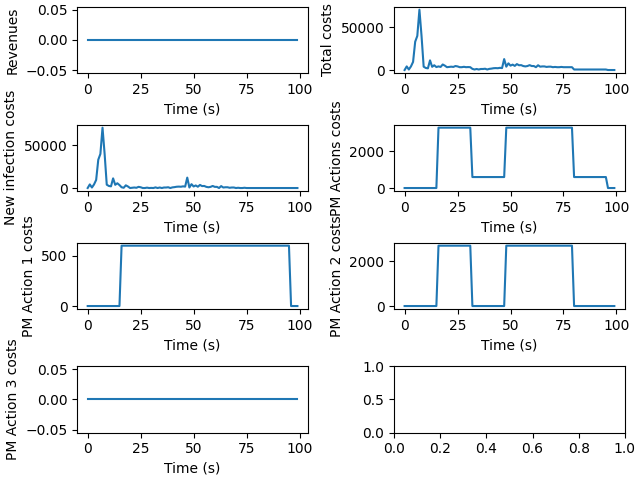 Revenues
0.05
0.00
−0.05
0 25 50 75 100
Time (s)
Total costs
50000
0
0 25 50 75 100
Time (s)
New infection costs
50000
0
0 25 50 75 100
Time (s)
PM Actions costs
2000
0
0 25 50 75 100
Time (s)
PM Action 1 costs
500
0
0 25 50 75 100
Time (s)
PM Action 2 costs
2000
0
0 25 50 75 100
Time (s)
PM Action 3 costs
0.05
0.00
−0.05
0 25 50 75 100
Time (s)
1.0
0.5
0.0
0.0 0.2 0.4 0.6 0.8 1.0